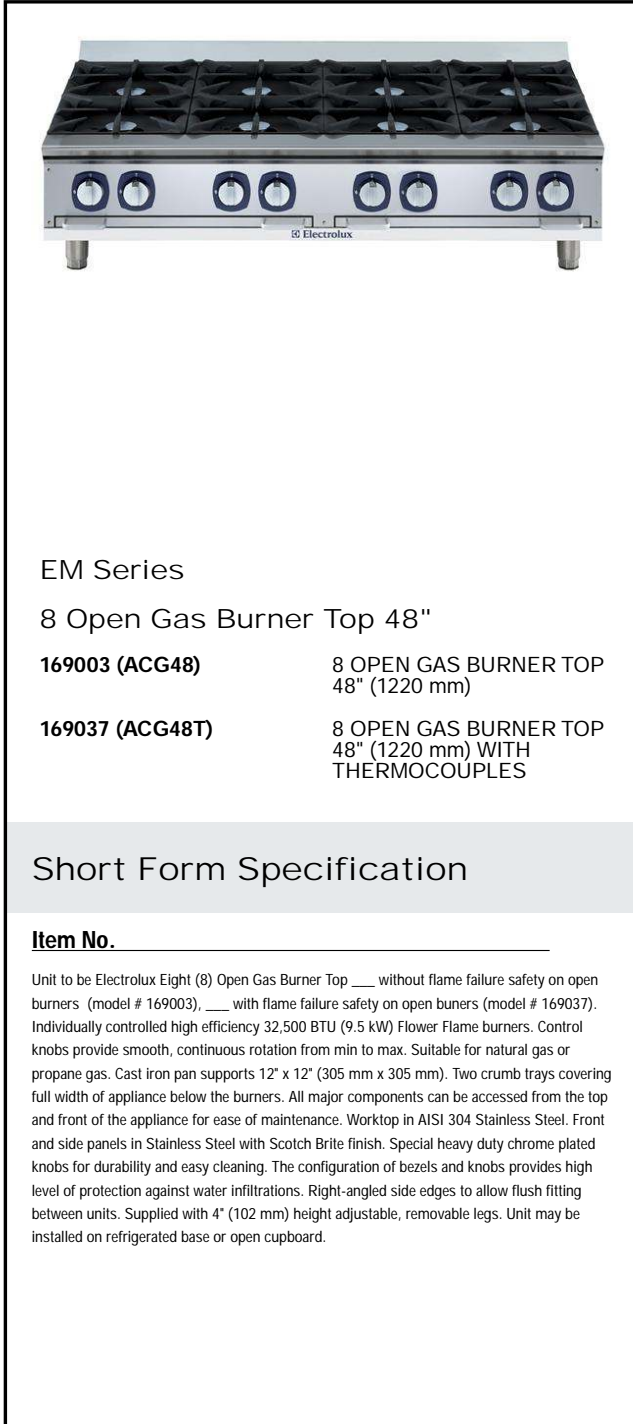 Electrolux
EM Series
8 Open Gas Burner Top 48"
169003 (ACG48)
8 OPEN GAS BURNER TOP
48" (1220 mm)
169037 (ACG48T)
8 OPEN GAS BURNER TOP
48" (1220 mm) WITH
THERMOCOUPLES
Short Form Specification
Item No.
Unit to be Electrolux Eight (8) Open Gas Burner Top ___ without flame failure safety on open
burners (model # 169003), ___ with flame failure safety on open buners (model # 169037).
Individually controlled high efficiency 32,500 BTU (9.5 kW) Flower Flame burners. Control
knobs provide smooth, continuous rotation from min to max. Suitable for natural gas or
propane gas. Cast iron pan supports 12" x 12" (305 mm x 305 mm). Two crumb trays covering
full width of appliance below the burners. All major components can be accessed from the top
and front of the appliance for ease of maintenance. Worktop in AISI 304 Stainless Steel. Front
and side panels in Stainless Steel with Scotch Brite finish. Special heavy duty chrome plated
knobs for durability and easy cleaning. The configuration of bezels and knobs provides high
level of protection against water infiltrations. Right-angled side edges to allow flush fitting
between units. Supplied with 4" (102 mm) height adjustable, removable legs. Unit may be
installed on refrigerated base or open cupboard.